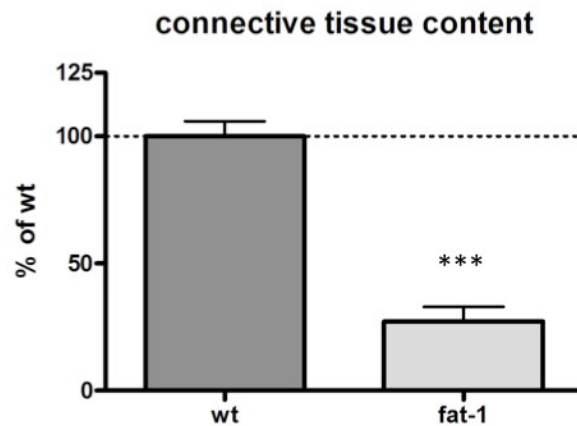 connective tissue content
% of wt
125
100
50
0
***
wt
fat-1